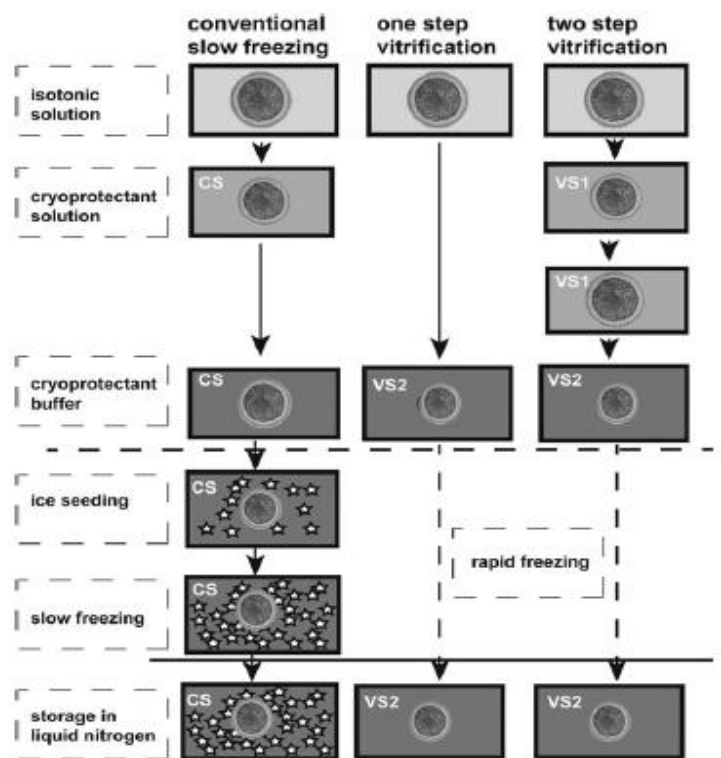 conventional
slow freezing
one step
vitrification
two step
vitrification
isotonic
solution
cryoprotectant
solution
CS
VS1
VS1
cryoprotectant
buffer
CS
VS2
VS2
ice seeding
CS
rapid freezing
slow freezing
CS
storage in
liquid nitrogen
CS
VS2
VS2